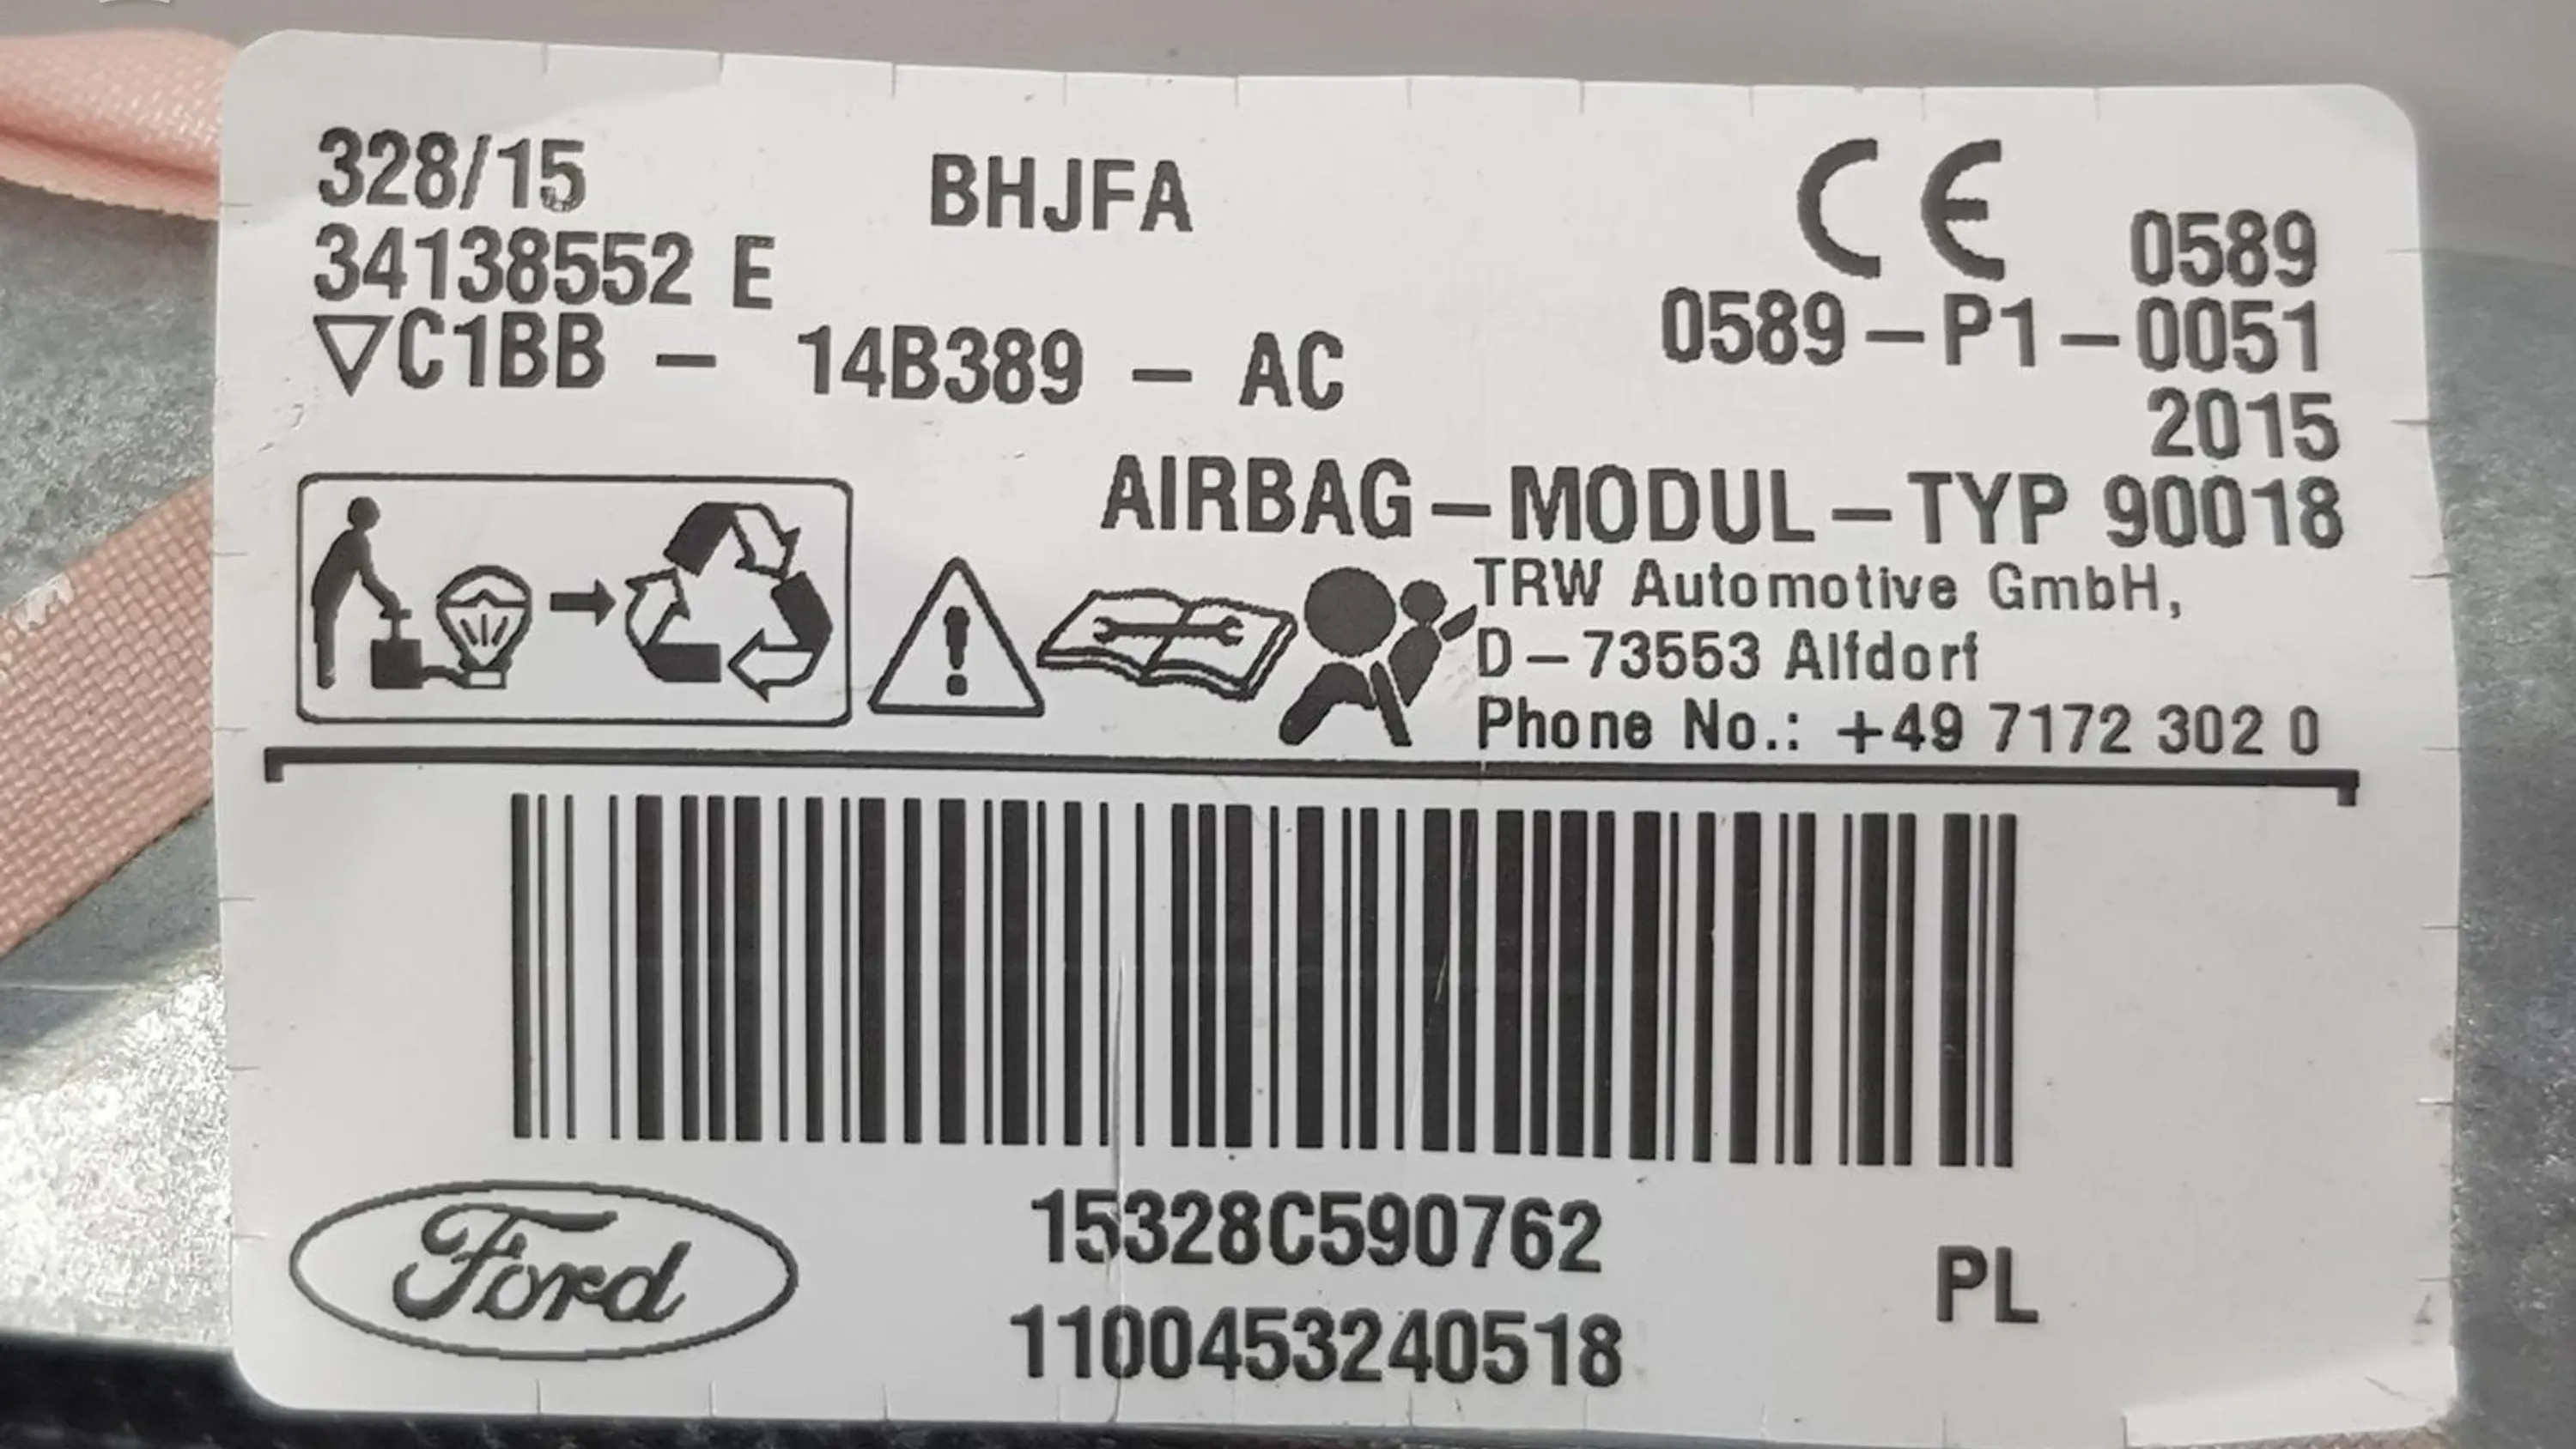 328/15
BHJFA
CE 0589
34138552 E
0589-P1-0051
▽C1BB - 14B389 - AC
2015
AIRBAG-MODUL-TYP 90018
TRW Automotive GmbH,
D-73553 Alfdorf
Phone No.: +49 7172 302 0
Ford
15328C590762
1100453240518
PL